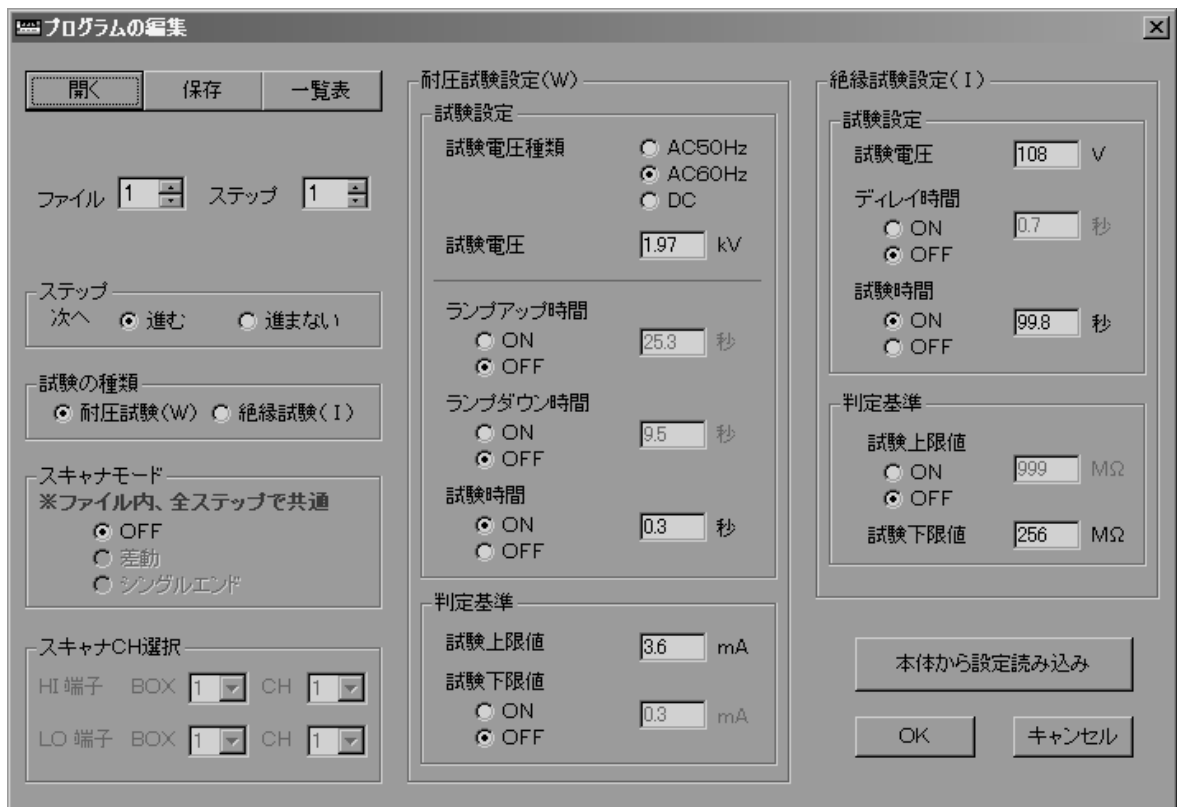 プログラムの編集
開く 保存 一覧表
ファイル 1 ステップ 1
ステップ
次へ 進む 進まない
試験の種類
耐圧試験(W) 絶縁試験(I)
スキャナモード
※ファイル内、全ステップで共通
OFF
差動
シングルエンド
スキャナCH選択
HI 端子 BOX 1 CH 1
LO 端子 BOX 1 CH 1
耐圧試験設定(W)
試験設定
試験電圧種類 AC50Hz
AC60Hz
DC
試験電圧 1.97 kV
ランプアップ時間
ON 25.3 秒
OFF
ランプダウン時間
ON 9.5 秒
OFF
試験時間
ON 0.3 秒
OFF
判定基準
試験上限値 3.6 mA
試験下限値
ON 0.3 mA
OFF
絶縁試験設定(I)
試験設定
試験電圧 108 V
ディレイ時間
ON 0.7 秒
OFF
試験時間
ON 99.8 秒
OFF
判定基準
試験上限値
ON 999 MΩ
OFF
試験下限値 256 MΩ
本体から設定読み込み
OK キャンセル